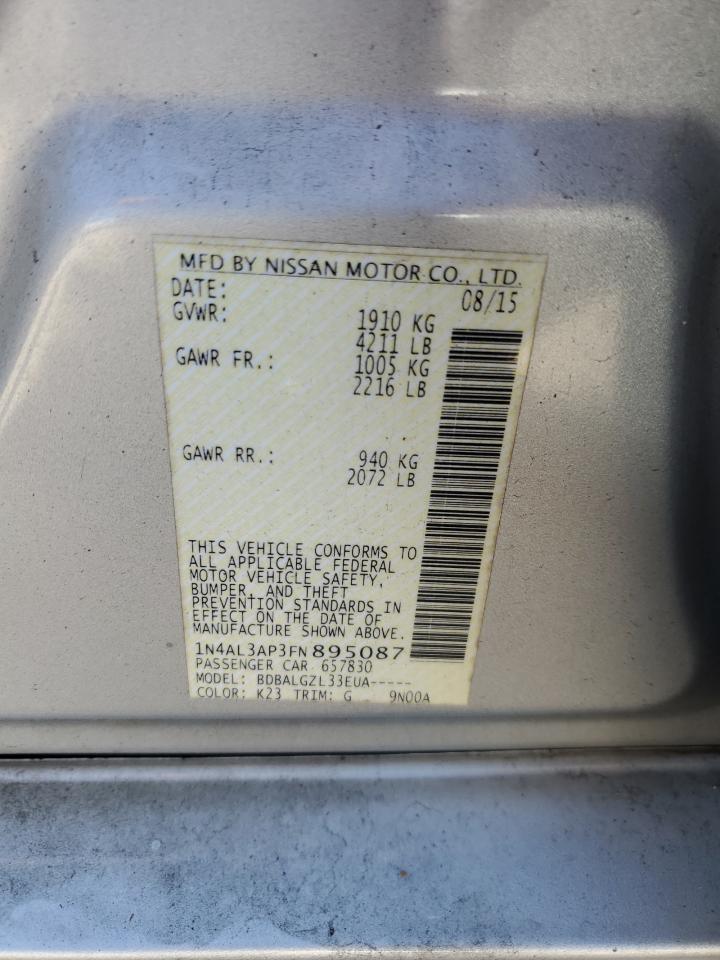 MFD BY NISSAN MOTOR CO., LTD.
DATE: 08/15
GVWR: 1910 KG
4211 LB
GAWR FR.: 1005 KG
2216 LB
GAWR RR.: 940 KG
2072 LB
THIS VEHICLE CONFORMS TO
ALL APPLICABLE FEDERAL
MOTOR VEHICLE SAFETY,
BUMPER, AND THEFT
PREVENTION STANDARDS IN
EFFECT ON THE DATE OF
MANUFACTURE SHOWN ABOVE.
1N4AL3AP3FN895087
PASSENGER CAR 657830
MODEL: BDBALGZL33EUA-----
COLOR: K23 TRIM: G 9N00A